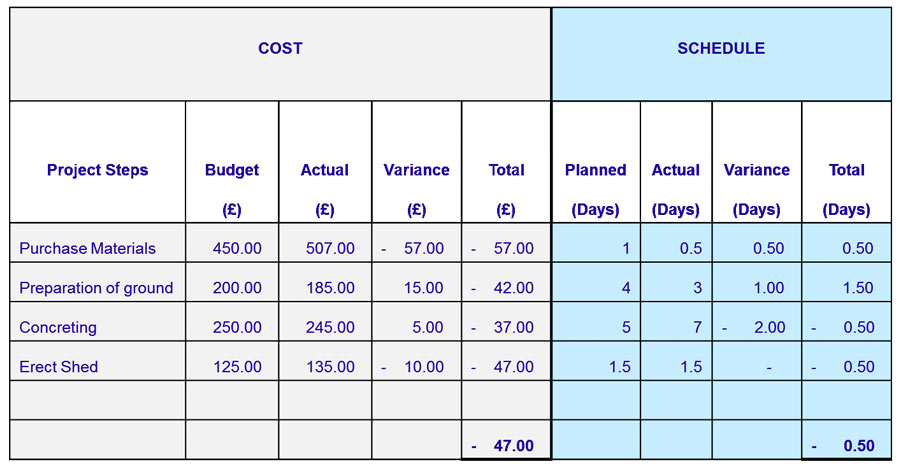 COST SCHEDULE
Project Steps Budget Actual Variance Total Planned Actual Variance Total
(£) (£) (£) (£) (Days) (Days) (Days) (Days)
Purchase Materials 450.00 507.00 - 57.00 - 57.00 1 0.5 0.50 0.50
Preparation of ground 200.00 185.00 15.00 - 42.00 4 3 1.00 1.50
Concreting 250.00 245.00 5.00 - 37.00 5 7 - 2.00 - 0.50
Erect Shed 125.00 135.00 - 10.00 - 47.00 1.5 1.5 - - 0.50
- 47.00 - 0.50